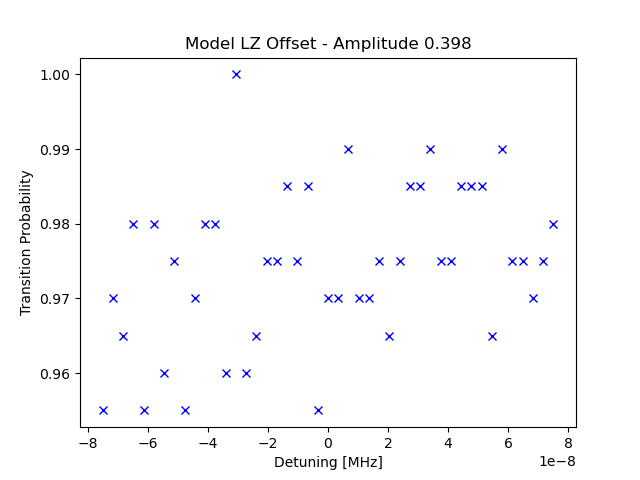 Model LZ Offset - Amplitude 0.398
1.00
0.99
0.98
0.97
0.96
Transition Probability
−8 −6 −4 −2 0 2 4 6 8
1e−8
Detuning [MHz]